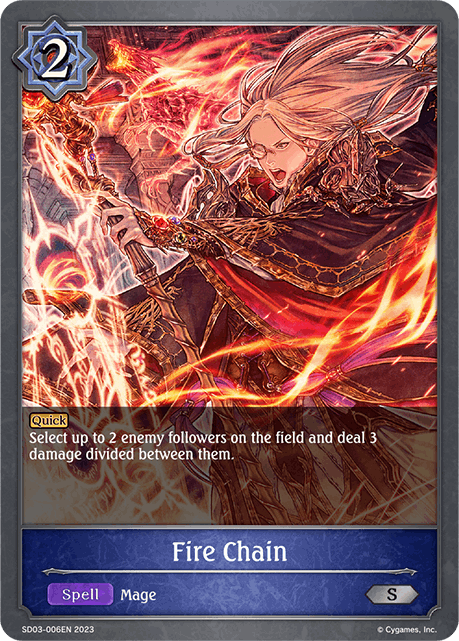 2
Quick
Select up to 2 enemy followers on the field and deal 3
damage divided between them.
Fire Chain
Spell Mage S
SD03-006EN 2023 © Cygames, Inc.